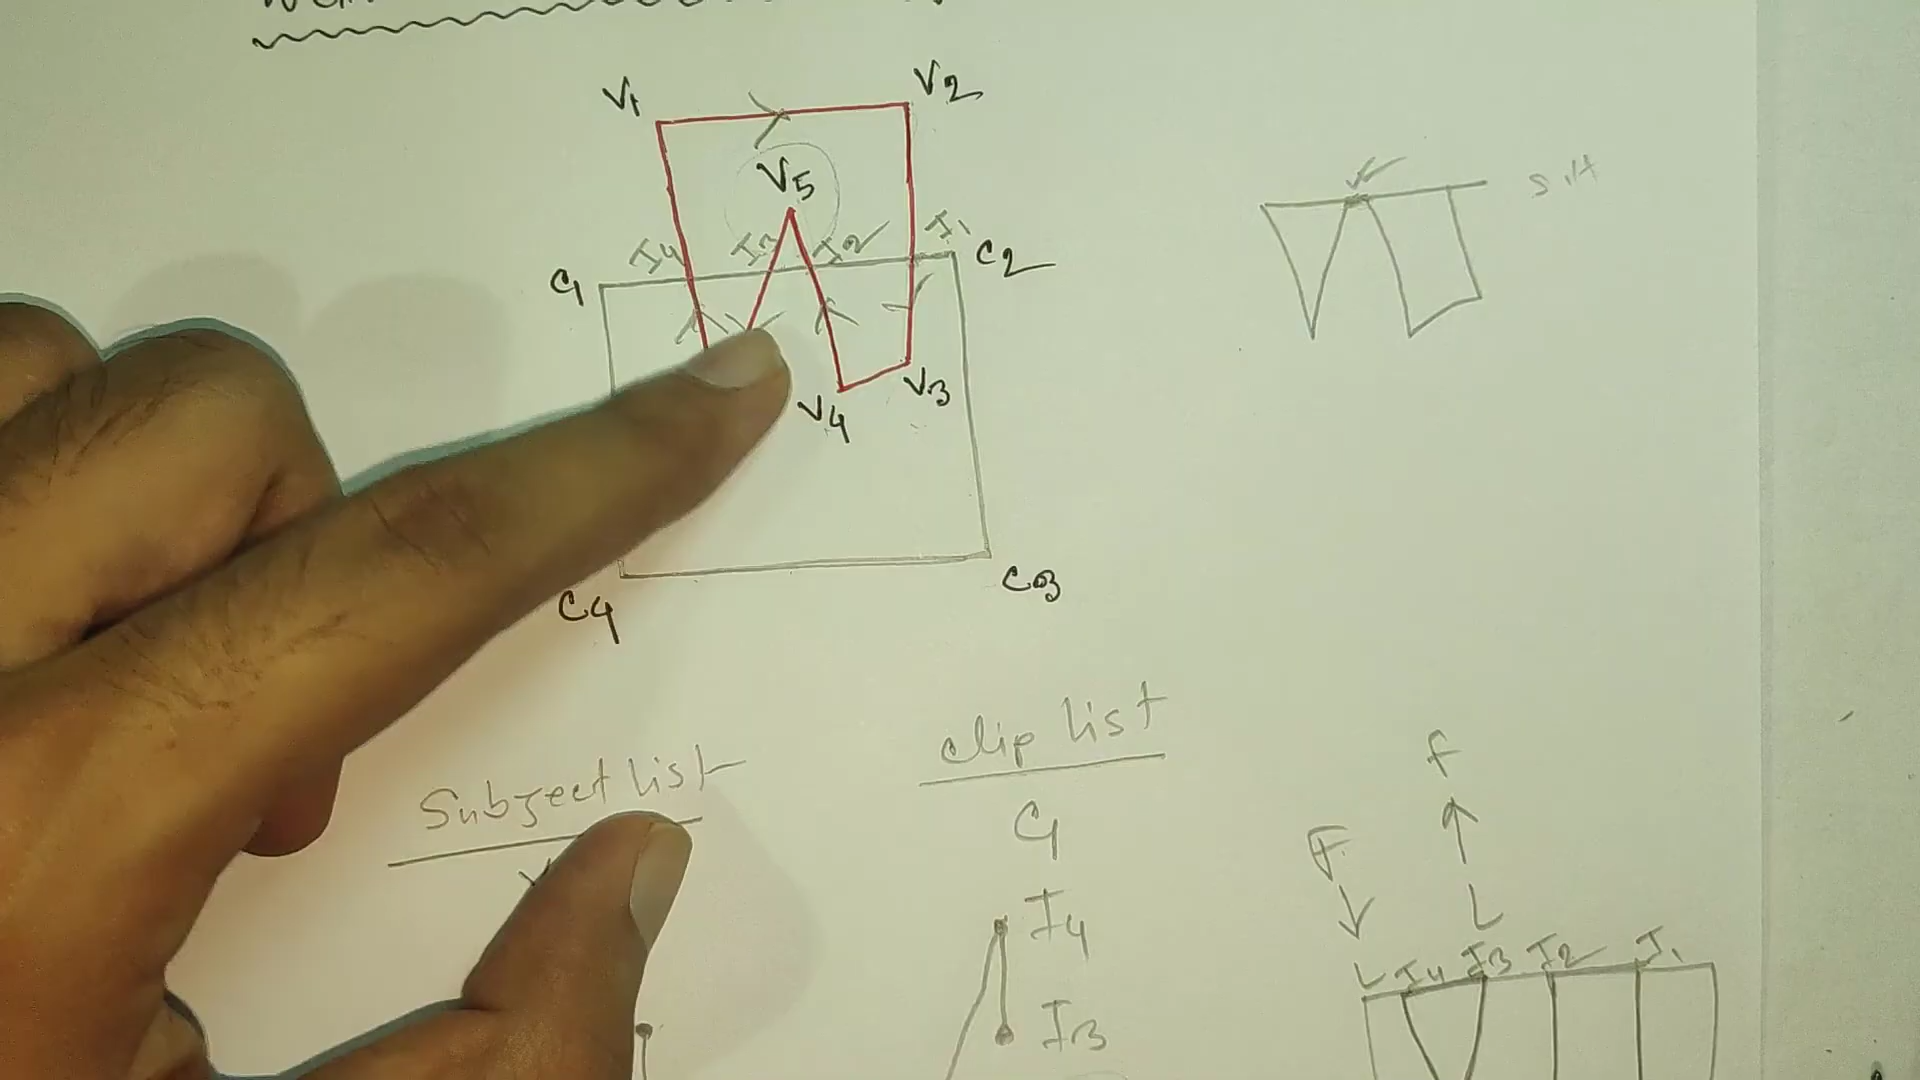 V1
V2
V5
I4 I3 I2 I1
C1
C2
V4
V3
C4
C3
S.H
Subject list
clip list
C1
I4
I3
F
F
L
L I4 I3 I2 I1